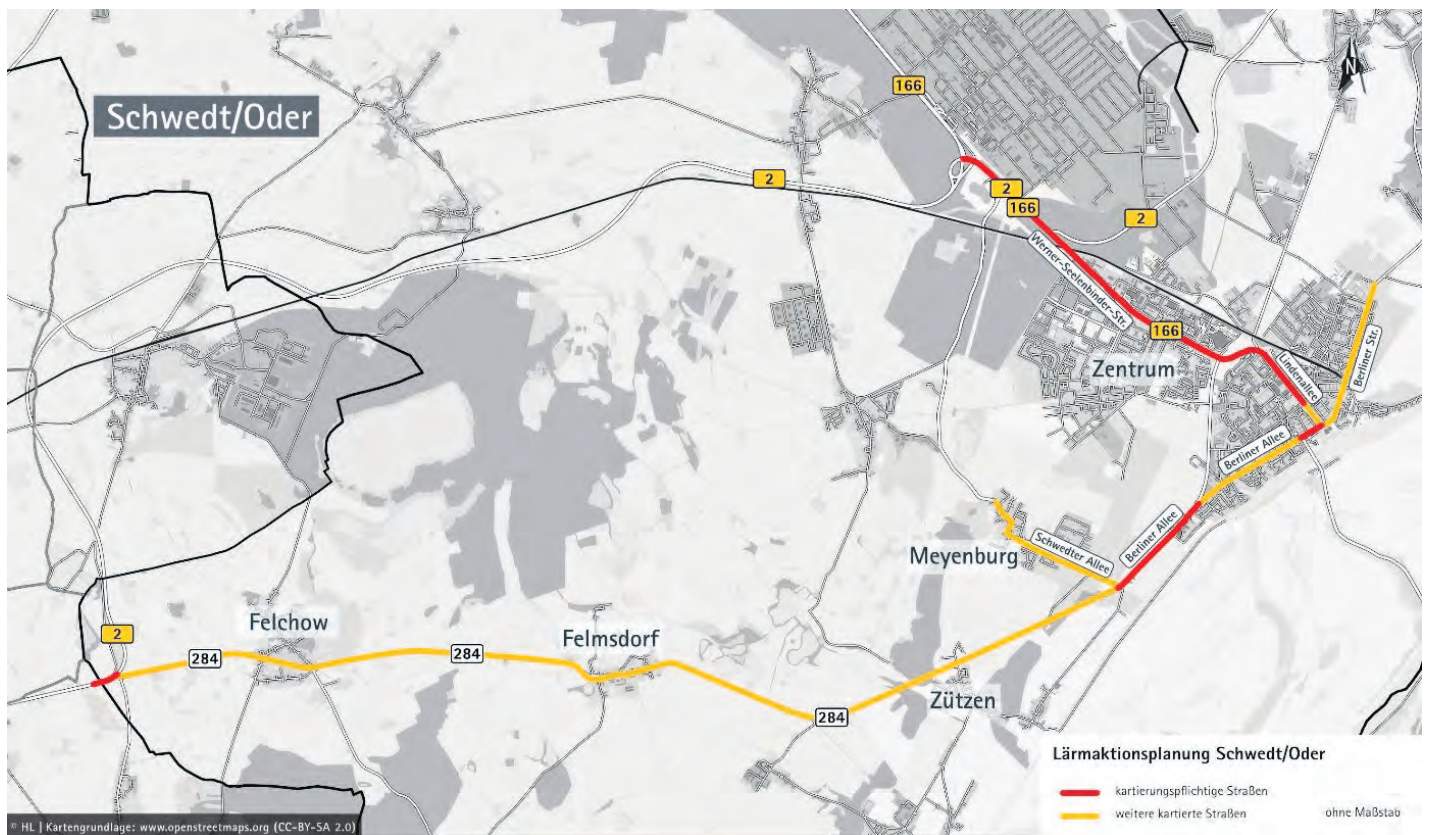 Schwedt/Oder
N
166
2
2
166
2
Werner-Seelenbinder-Str.
166
Zentrum
Lindenallee
Berliner Str.
Berliner Allee
Berliner Allee
Schwedter Allee
Meyenburg
2
Felchow
284
284
Felmsdorf
284
Zützen
Lärmaktionsplanung Schwedt/Oder
kartierungspflichtige Straßen
weitere kartierte Straßen
ohne Maßstab
© HL | Kartengrundlage: www.openstreetmaps.org (CC-BY-SA 2.0)